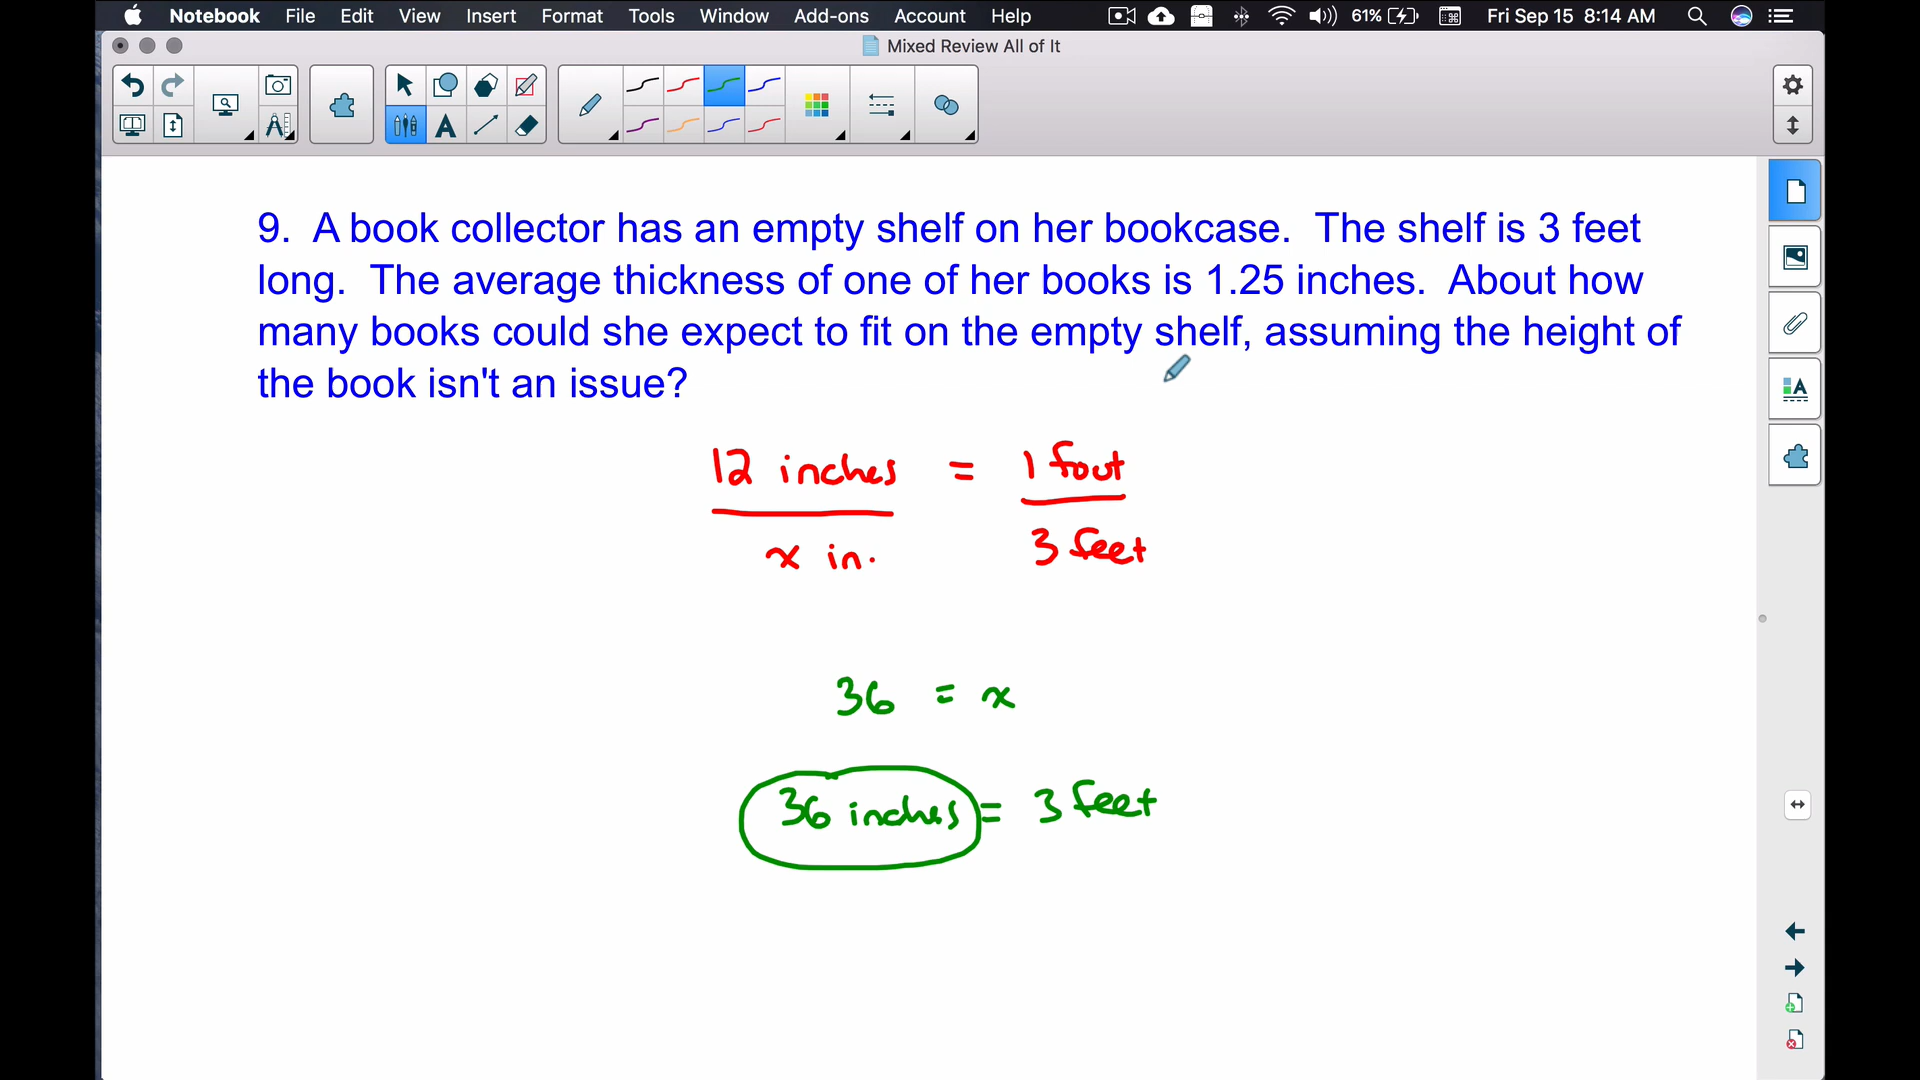 Notebook File Edit View Insert Format Tools Window Add-ons Account Help 61% Fri Sep 15 8:14 AM
Mixed Review All of It
9. A book collector has an empty shelf on her bookcase. The shelf is 3 feet
long. The average thickness of one of her books is 1.25 inches. About how
many books could she expect to fit on the empty shelf, assuming the height of
the book isn't an issue?
12 inches = 1 foot
x in. 3 feet
36 = x
36 inches = 3 feet